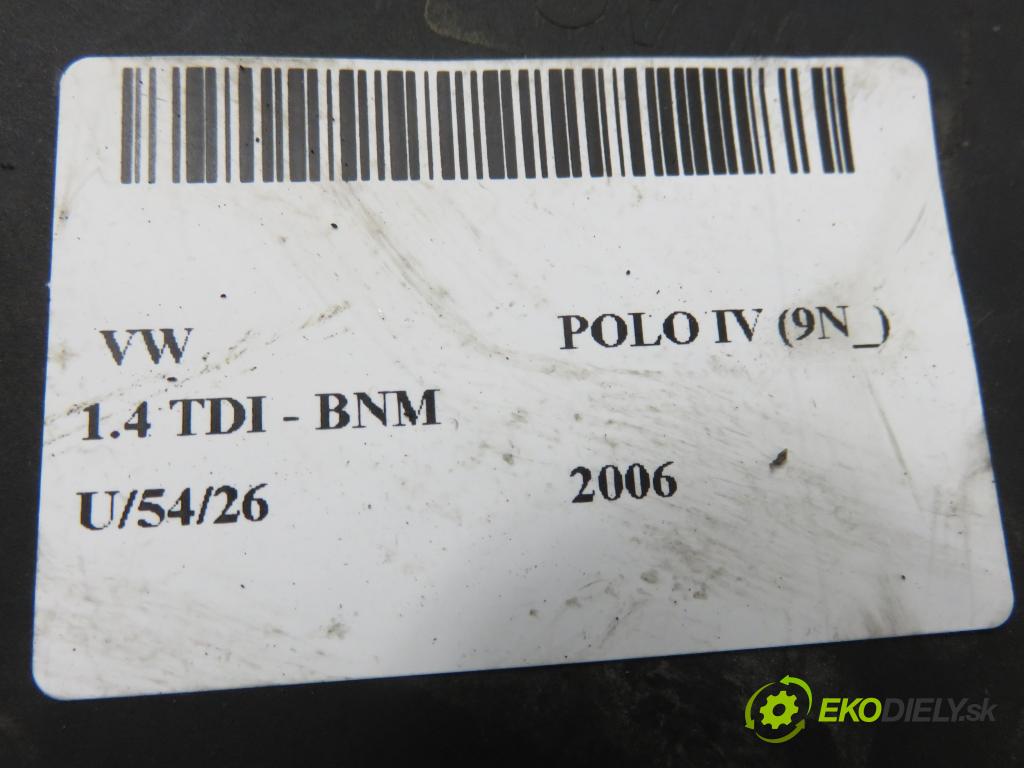 VW POLO IV (9N_)
1.4 TDI - BNM
U/54/26 2006
EKODIELY.sk